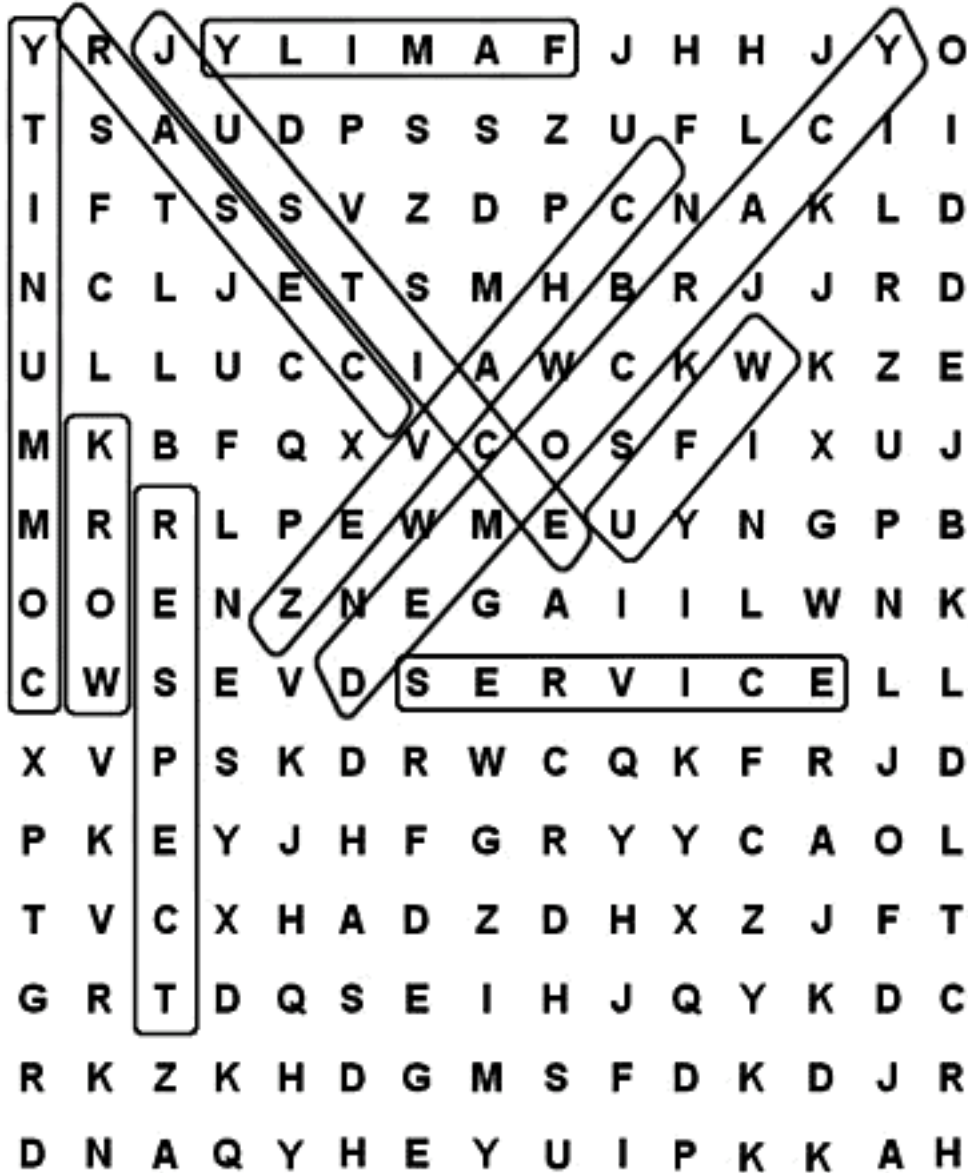 Y R J Y L I M A F J H H J Y O
T S A U D P S S Z U F L C I I
I F T S S V Z D P C N A K L D
N C L J E T S M H B R J J R D
U L L U C C I A W C K W K Z E
M K B F Q X V C O S F I X U J
M R R L P E W M E U Y N G P B
O O E N Z N E G A I I L W N K
C W S E V D S E R V I C E L L
X V P S K D R W C Q K F R J D
P K E Y J H F G R Y Y C A O L
T V C X H A D Z D H X Z J F T
G R T D Q S E I H J Q Y K D C
R K Z K H D G M S F D K D J R
D N A Q Y H E Y U I P K K A H